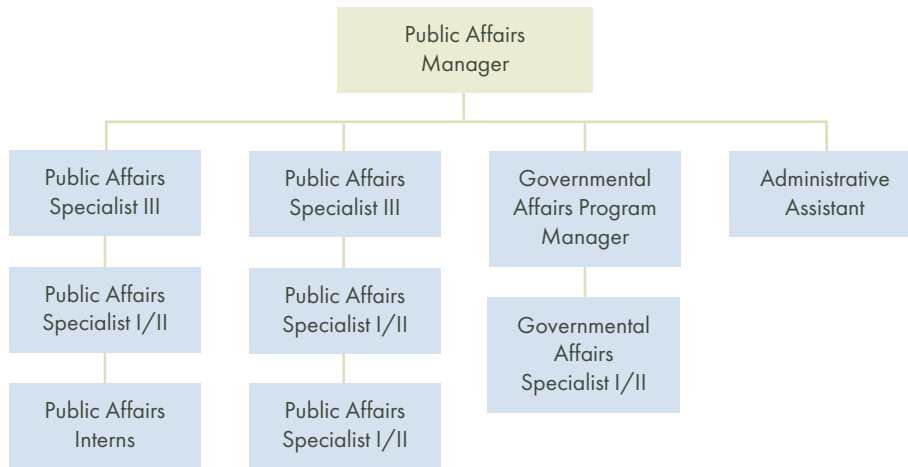 Public Affairs
Manager
Public Affairs
Specialist III
Public Affairs
Specialist III
Governmental
Affairs Program
Manager
Administrative
Assistant
Public Affairs
Specialist I/II
Public Affairs
Specialist I/II
Governmental
Affairs
Specialist I/II
Public Affairs
Interns
Public Affairs
Specialist I/II